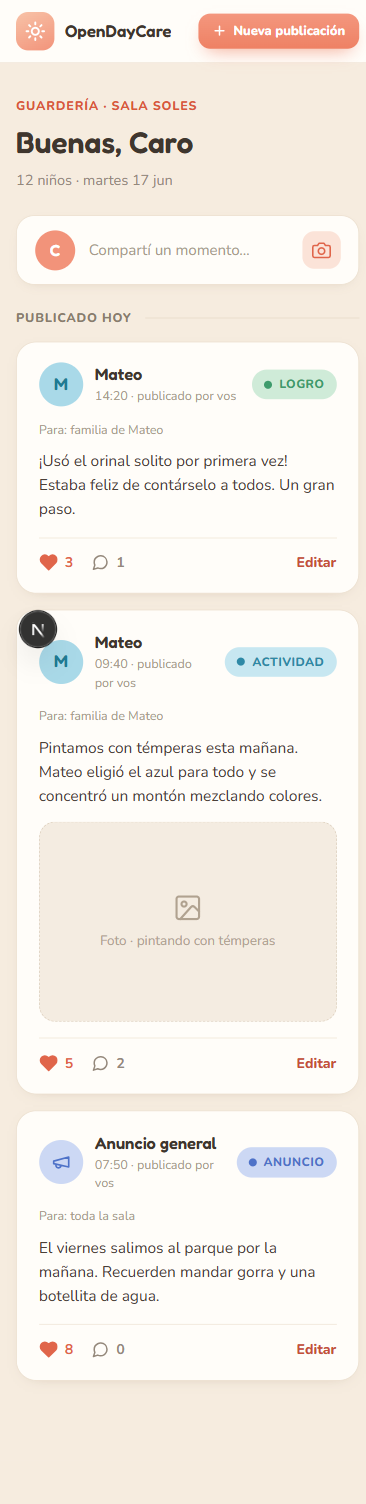 OpenDayCare
+ Nueva publicación
GUARDERÍA · SALA SOLES
Buenas, Caro
12 niños · martes 17 jun
C
Compartí un momento...
PUBLICADO HOY
M
Mateo
14:20 · publicado por vos
LOGRO
Para: familia de Mateo
¡Usó el orinal solito por primera vez!
Estaba feliz de contárselo a todos. Un gran
paso.
3
1
Editar
N
M
Mateo
09:40 · publicado
por vos
ACTIVIDAD
Para: familia de Mateo
Pintamos con témperas esta mañana.
Mateo eligió el azul para todo y se
concentró un montón mezclando colores.
Foto · pintando con témperas
5
2
Editar
Anuncio general
07:50 · publicado por
vos
ANUNCIO
Para: toda la sala
El viernes salimos al parque por la
mañana. Recuerden mandar gorra y una
botellita de agua.
8
0
Editar